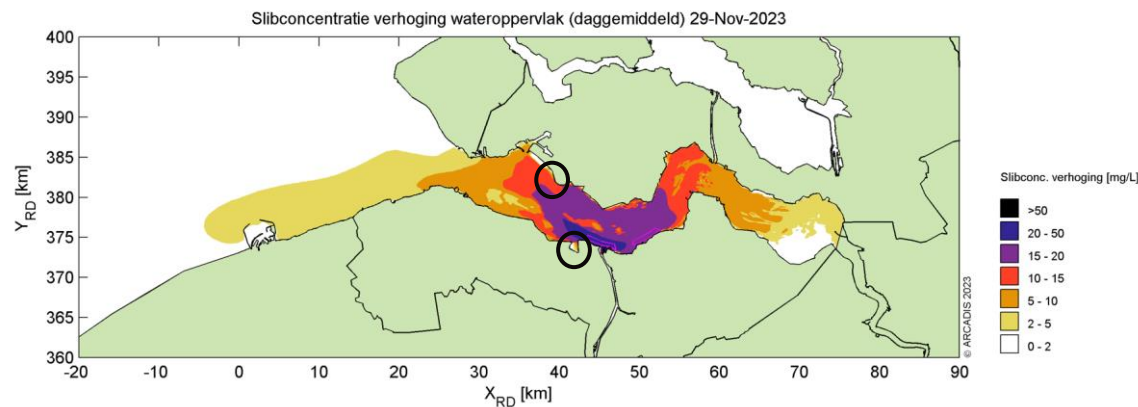 Slibconcentratie verhoging wateroppervlak (daggemiddeld) 29-Nov-2023
400
395
390
385
380
375
370
365
360
Y_RD [km]
-20 -10 0 10 20 30 40 50 60 70 80 90
X_RD [km]
© ARCADIS 2023
Slibconc. verhoging [mg/L]
>50
20 - 50
15 - 20
10 - 15
5 - 10
2 - 5
0 - 2